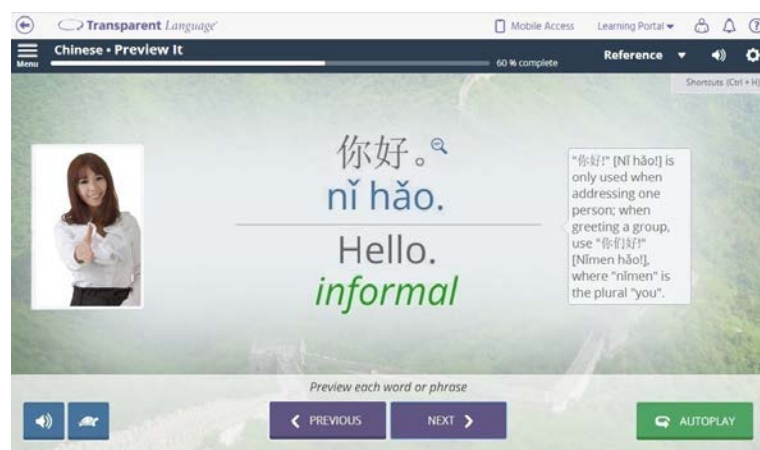 Transparent Language
Mobile Access
Learning Portal
Menu
Chinese • Preview It
60 % complete
Reference
Shortcuts (Ctrl + H)
你好。
nǐ hǎo.
Hello.
informal
"你好!" [Nǐ hǎo!] is
only used when
addressing one
person; when
greeting a group,
use "你们好!"
[Nǐmen hǎo!],
where "nǐmen" is
the plural "you".
Preview each word or phrase
PREVIOUS
NEXT
AUTOPLAY